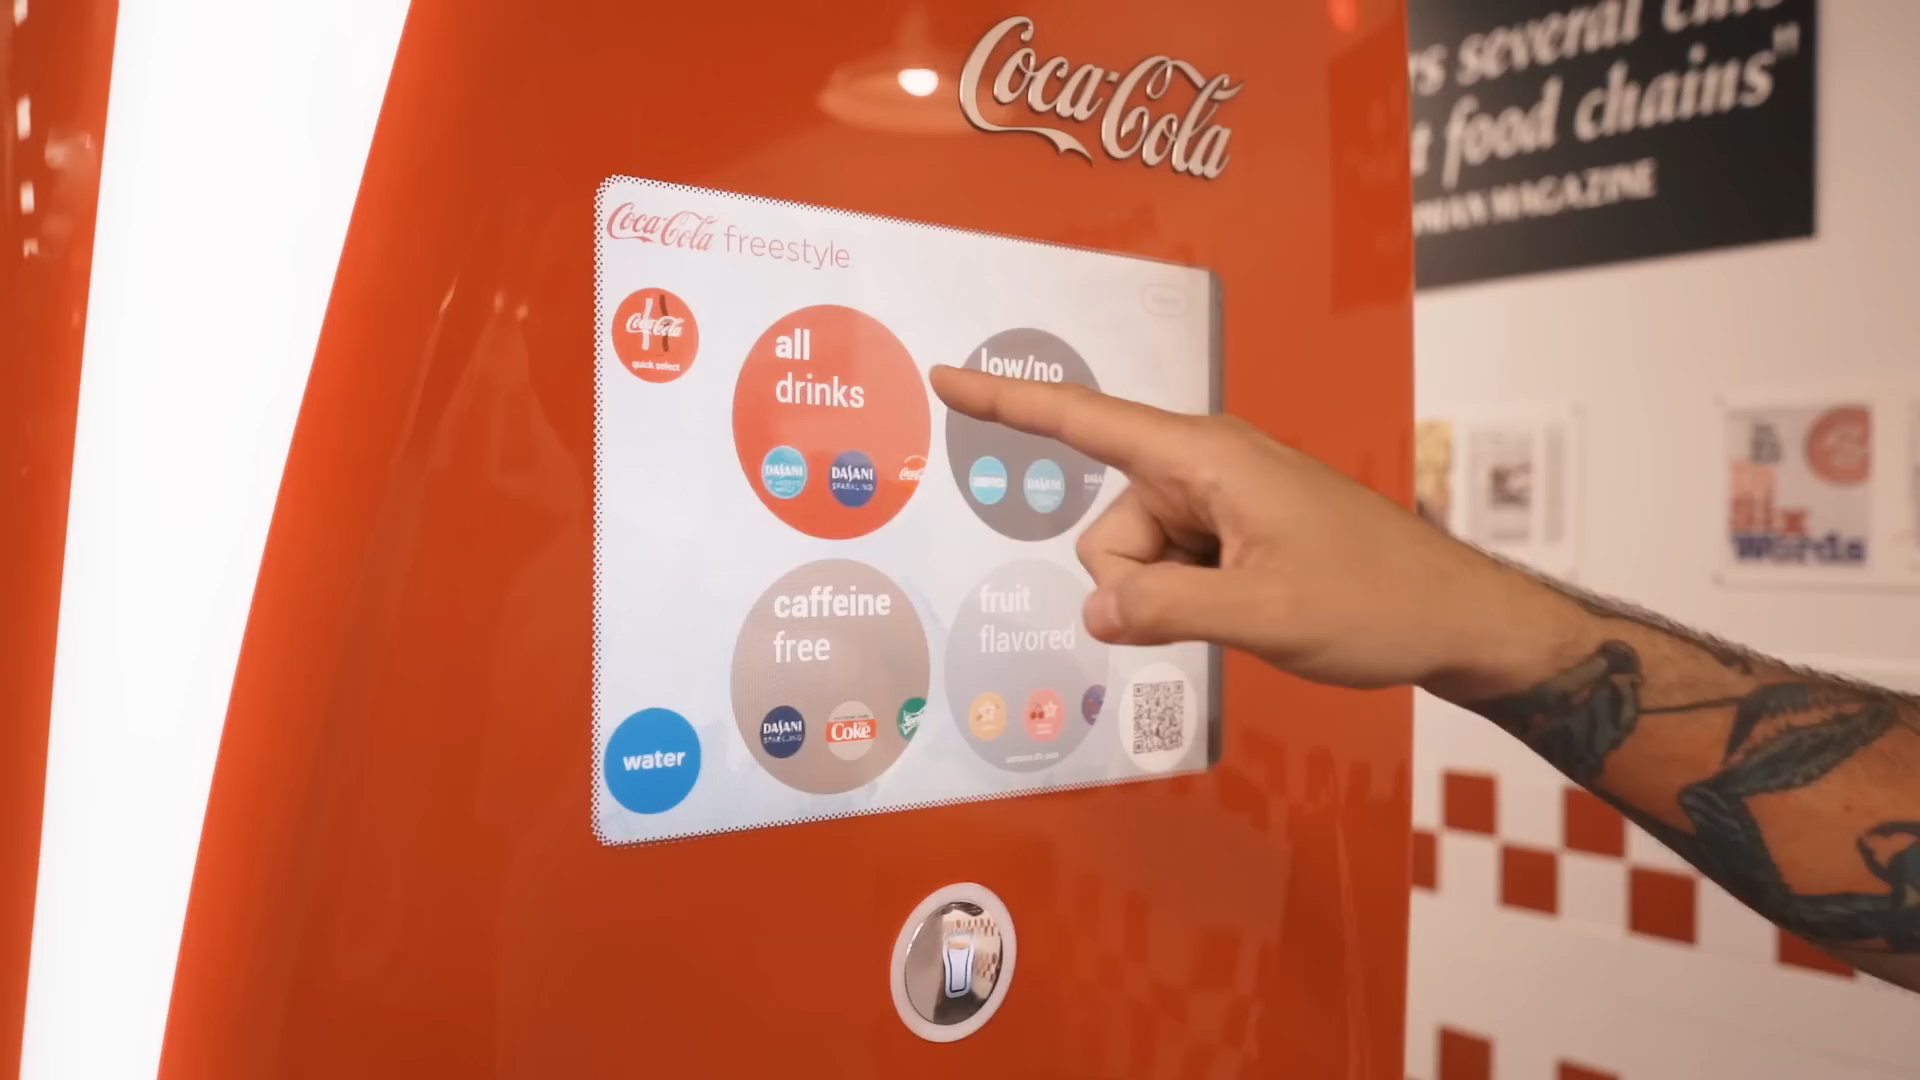 Coca-Cola
Coca-Cola freestyle
Coca-Cola
quick select
all
drinks
DASANI
DASANI
SPARKLING
low/no
DASANI
caffeine
free
DASANI
SPARKLING
Coke
fruit
flavored
water
several
food chains"
MAGAZINE
six
words